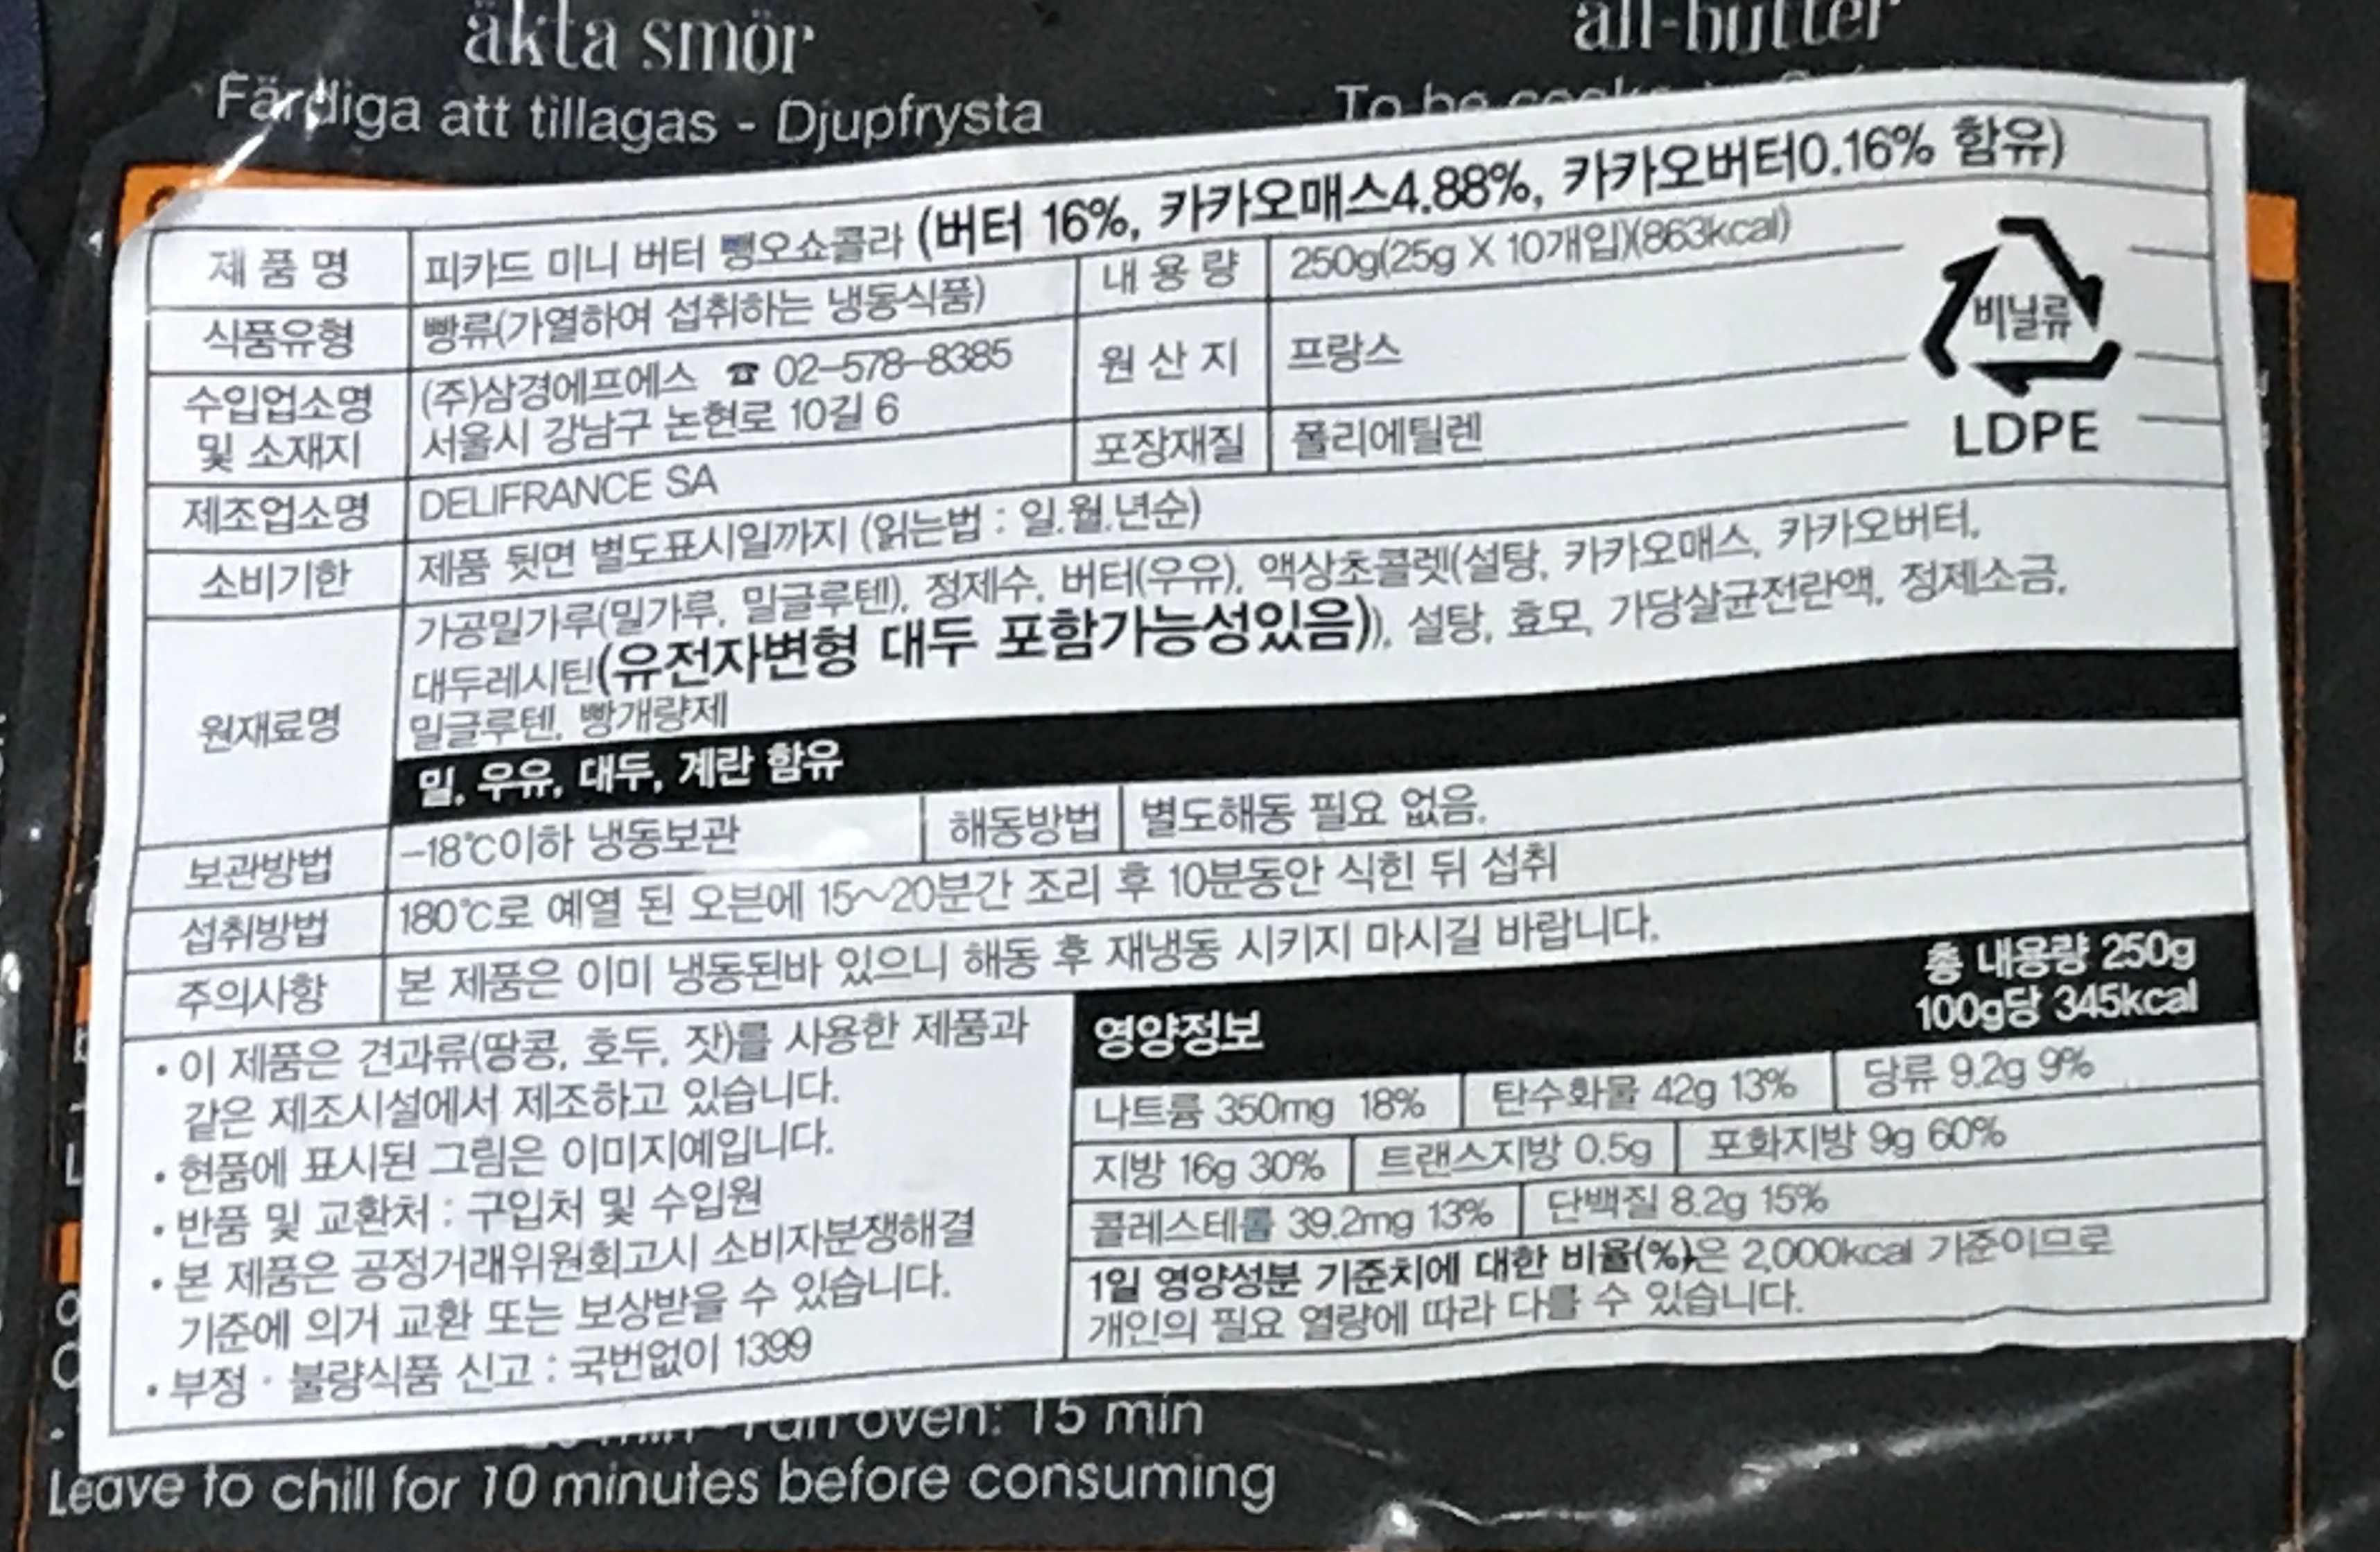 äkta smör
Färdiga att tillagas - Djupfrysta
all-butter
To be
제 품 명 피카드 미니 버터 뺑오쇼콜라 (버터 16%, 카카오매스4.88%, 카카오버터0.16% 함유)
식품유형 빵류(가열하여 섭취하는 냉동식품) 내 용 량 250g(25g X 10개입)(863kcal)
수입업소명 및 소재지 (주)삼경에프에스 ☎ 02-578-8385
서울시 강남구 논현로 10길 6
원 산 지 프랑스
비닐류
LDPE
제조업소명 DELIFRANCE SA 포장재질 폴리에틸렌
소비기한 제품 뒷면 별도표시일까지 (읽는법 : 일.월.년순)
원재료명 가공밀가루(밀가루, 밀글루텐), 정제수, 버터(우유), 액상초콜렛(설탕, 카카오매스, 카카오버터,
대두레시틴(유전자변형 대두 포함가능성있음)), 설탕, 효모, 가당살균전란액, 정제소금,
밀글루텐, 빵개량제
밀, 우유, 대두, 계란 함유
보관방법 -18℃이하 냉동보관 해동방법 별도해동 필요 없음.
섭취방법 180℃로 예열 된 오븐에 15~20분간 조리 후 10분동안 식힌 뒤 섭취
주의사항 본 제품은 이미 냉동된바 있으니 해동 후 재냉동 시키지 마시길 바랍니다.
• 이 제품은 견과류(땅콩, 호두, 잣)를 사용한 제품과
같은 제조시설에서 제조하고 있습니다.
• 현품에 표시된 그림은 이미지예입니다.
• 반품 및 교환처 : 구입처 및 수입원
• 본 제품은 공정거래위원회고시 소비자분쟁해결
기준에 의거 교환 또는 보상받을 수 있습니다.
• 부정 · 불량식품 신고 : 국번없이 1399
영양정보
총 내용량 250g
100g당 345kcal
나트륨 350mg 18% 탄수화물 42g 13% 당류 9.2g 9%
지방 16g 30% 트랜스지방 0.5g 포화지방 9g 60%
콜레스테롤 39.2mg 13% 단백질 8.2g 15%
1일 영양성분 기준치에 대한 비율(%)은 2,000kcal 기준이므로
개인의 필요 열량에 따라 다를 수 있습니다.
oven: 15 min
Leave to chill for 10 minutes before consuming